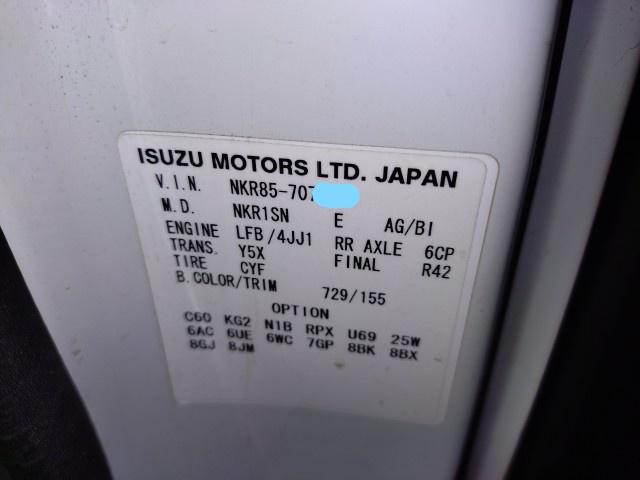 ISUZU MOTORS LTD. JAPAN
V.I.N. NKR85-707
M.D. NKR1SN E AG/BI
ENGINE LFB/4JJ1 RR AXLE 6CP
TRANS. Y5X FINAL R42
TIRE CYF
B.COLOR/TRIM 729/155
OPTION
C60 KG2 N1B RPX U69 25W
6AC 6UE 6WC 7GP 8BK 8BX
8GJ 8JM